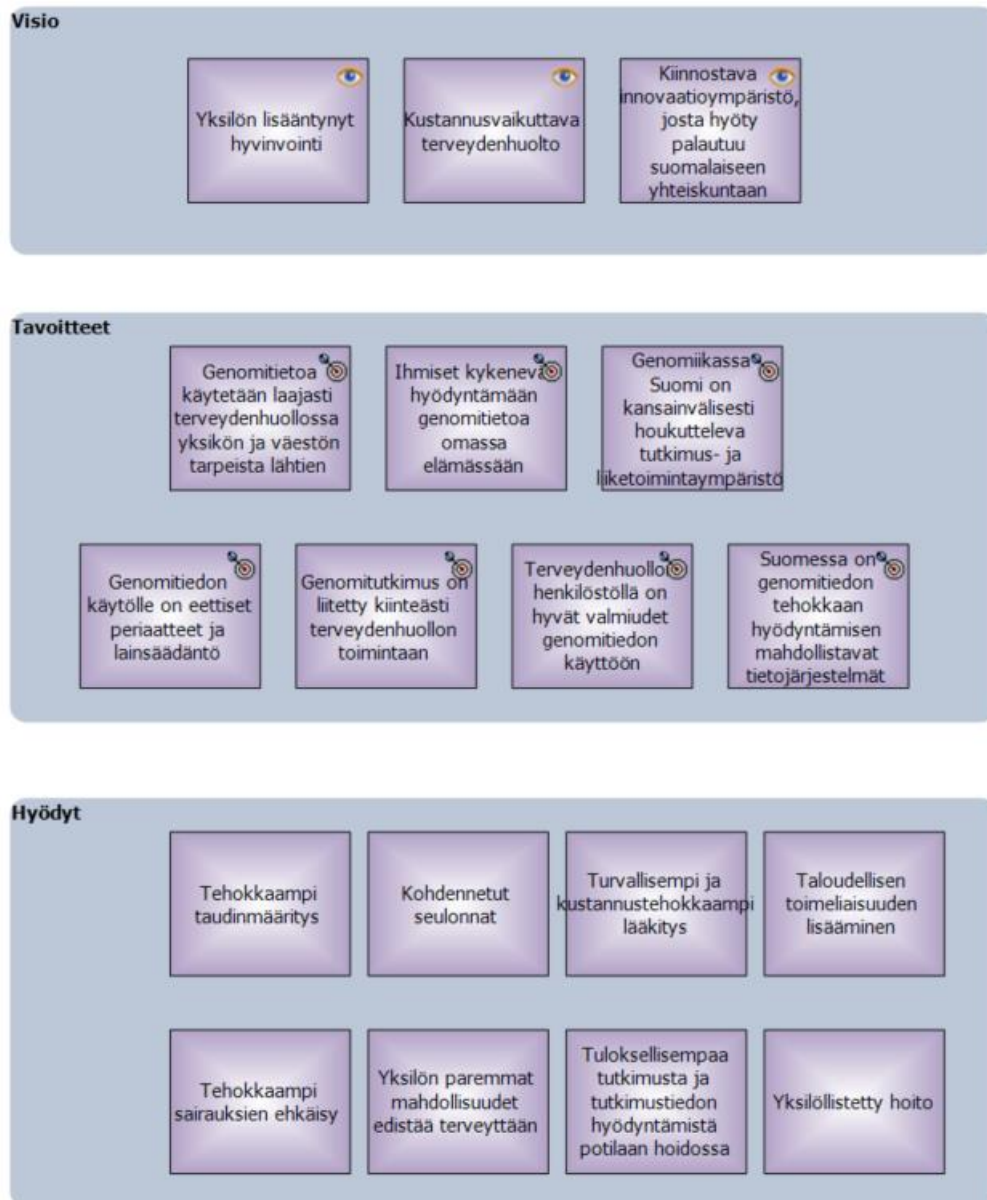 Visio
Yksilön lisääntynyt
hyvinvointi
Kustannusvaikuttava
terveydenhuolto
Kiinnostava
innovaatioympäristö,
josta hyöty
palautuu
suomalaiseen
yhteiskuntaan
Tavoitteet
Genomitietoa
käytetään laajasti
terveydenhuollossa
yksikön ja väestön
tarpeista lähtien
Ihmiset kykenevä
hyödyntämään
genomitietoa
omassa
elämässään
Genomiikassa
Suomi on
kansainvälisesti
houkutteleva
tutkimus- ja
liiketoimintaympäristö
Genomitiedon
käytölle on eettiset
periaatteet ja
lainsäädäntö
Genomitutkimus on
liitetty kiinteästi
terveydenhuollon
toimintaan
Terveydenhuollon
henkilöstöllä on
hyvät valmiudet
genomitiedon
käyttöön
Suomessa on
genomitiedon
tehokkaan
hyödyntämisen
mahdollistavat
tietojärjestelmät
Hyödyt
Tehokkaampi
taudinmääritys
Kohdennetut
seulonnat
Turvallisempi ja
kustannustehokkaampi
lääkitys
Taloudellisen
toimeliaisuuden
lisääminen
Tehokkaampi
sairauksien ehkäisy
Yksilön paremmat
mahdollisuudet
edistää terveyttään
Tuloksellisempaa
tutkimusta ja
tutkimustiedon
hyödyntämistä
potilaan hoidossa
Yksilöllistetty hoito